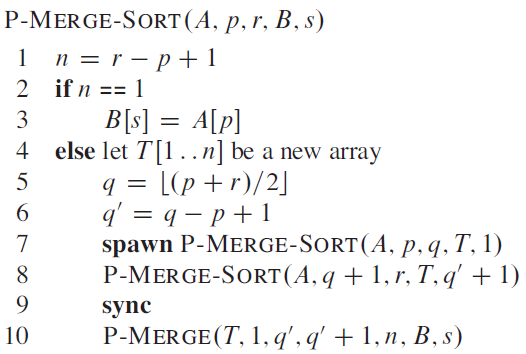 P-MERGE-SORT(A, p, r, B, s)
1 n = r − p + 1
2 if n == 1
3 B[s] = A[p]
4 else let T[1 . . n] be a new array
5 q = ⌊(p + r)/2⌋
6 q′ = q − p + 1
7 spawn P-MERGE-SORT(A, p, q, T, 1)
8 P-MERGE-SORT(A, q + 1, r, T, q′ + 1)
9 sync
10 P-MERGE(T, 1, q′, q′ + 1, n, B, s)